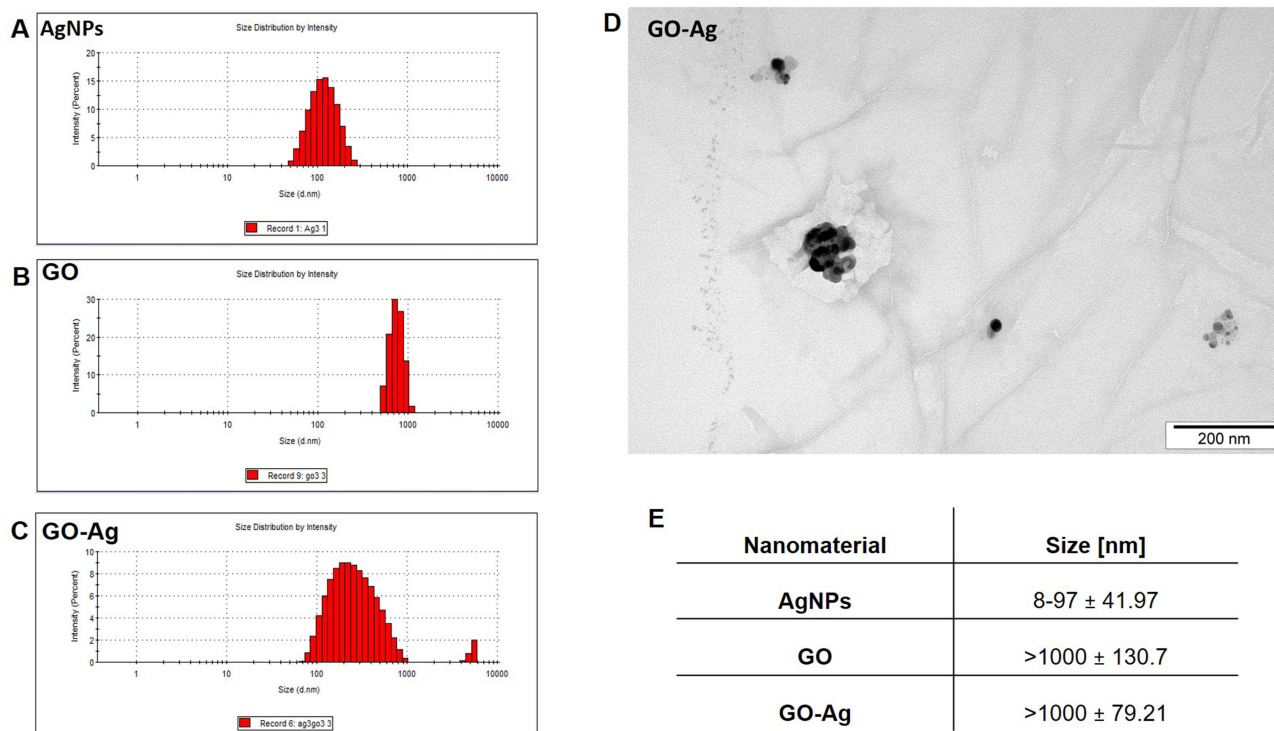 A
AgNPs
Size Distribution by Intensity
Intensity (Percent)
20
15
10
5
0
1 10 100 1000 10000
Size (d.nm)
Record 1: Ag3 1
B
GO
Size Distribution by Intensity
Intensity (Percent)
30
20
10
0
1 10 100 1000 10000
Size (d.nm)
Record 9: go3 3
C
GO-Ag
Size Distribution by Intensity
Intensity (Percent)
10
8
6
4
2
0
1 10 100 1000 10000
Size (d.nm)
Record 6: ag3go3 3
D
GO-Ag
200 nm
E
Nanomaterial Size [nm]
AgNPs 8-97 ± 41.97
GO >1000 ± 130.7
GO-Ag >1000 ± 79.21